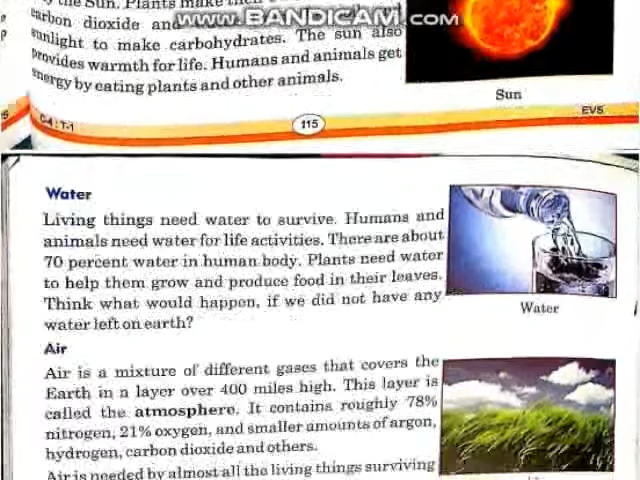 the Sun. Plants make their
www.BANDICAM.com
carbon dioxide and
sunlight to make carbohydrates. The sun also
provides warmth for life. Humans and animals get
energy by eating plants and other animals.
Sun
C-4 : T-1
115
EVS
Water
Living things need water to survive. Humans and
animals need water for life activities. There are about
70 percent water in human body. Plants need water
to help them grow and produce food in their leaves.
Think what would happen, if we did not have any
water left on earth?
Water
Air
Air is a mixture of different gases that covers the
Earth in a layer over 400 miles high. This layer is
called the atmosphere. It contains roughly 78%
nitrogen, 21% oxygen, and smaller amounts of argon,
hydrogen, carbon dioxide and others.
Air is needed by almost all the living things surviving